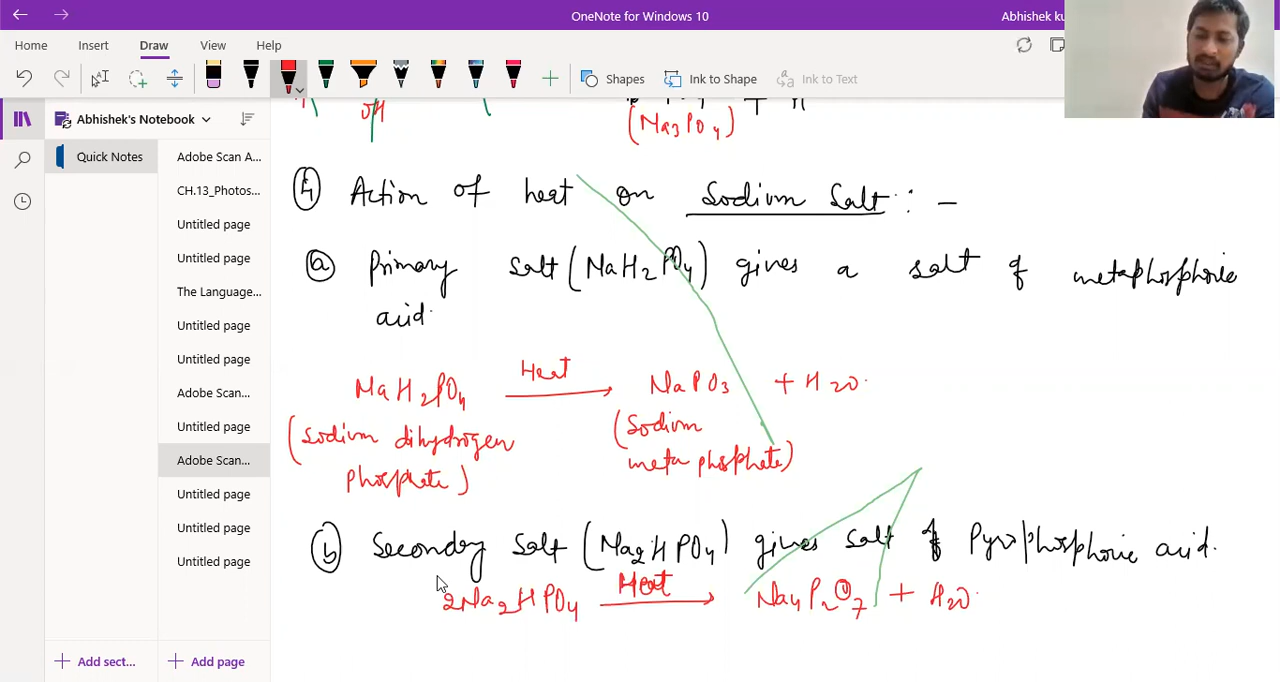 OneNote for Windows 10
Abhishek ku
Home Insert Draw View Help
Shapes Ink to Shape Ink to Text
Abhishek's Notebook
Quick Notes
Adobe Scan A...
CH.13_Photos...
Untitled page
Untitled page
The Language...
Untitled page
Untitled page
Adobe Scan...
Untitled page
Adobe Scan...
Untitled page
Untitled page
Untitled page
Add sect...
Add page
OH
(Na3PO4)
4 Action of heat on Sodium Salt : -
a Primary salt (NaH2PO4) gives a salt of metaphosphoric
acid.
NaH2PO4 Heat NaPO3 + H2O.
(Sodium dihydrogen phosphate)
(Sodium meta phosphate)
b Secondary salt (Na2HPO4) gives salt of Pyrophosphoric acid.
2Na2HPO4 Heat Na4P2O7 + H2O.